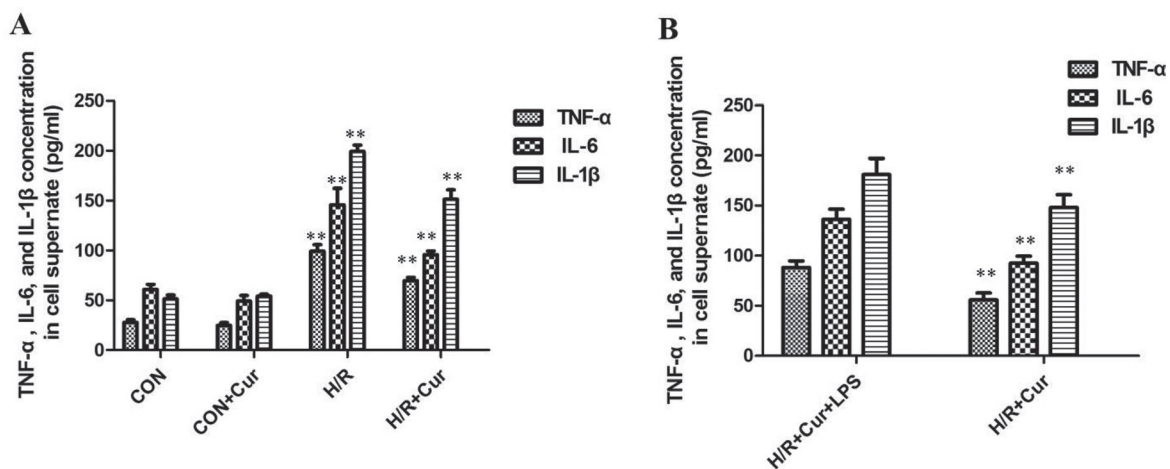 A
TNF-α , IL-6, and IL-1β concentration
in cell supernate (pg/ml)
250
200
150
100
50
0
**
**
**
**
**
**
CON
CON+Cur
H/R
H/R+Cur
TNF-α
IL-6
IL-1β
B
TNF-α , IL-6, and IL-1β concentration
in cell supernate (pg/ml)
250
200
150
100
50
0
**
**
**
H/R+Cur+LPS
H/R+Cur
TNF-α
IL-6
IL-1β